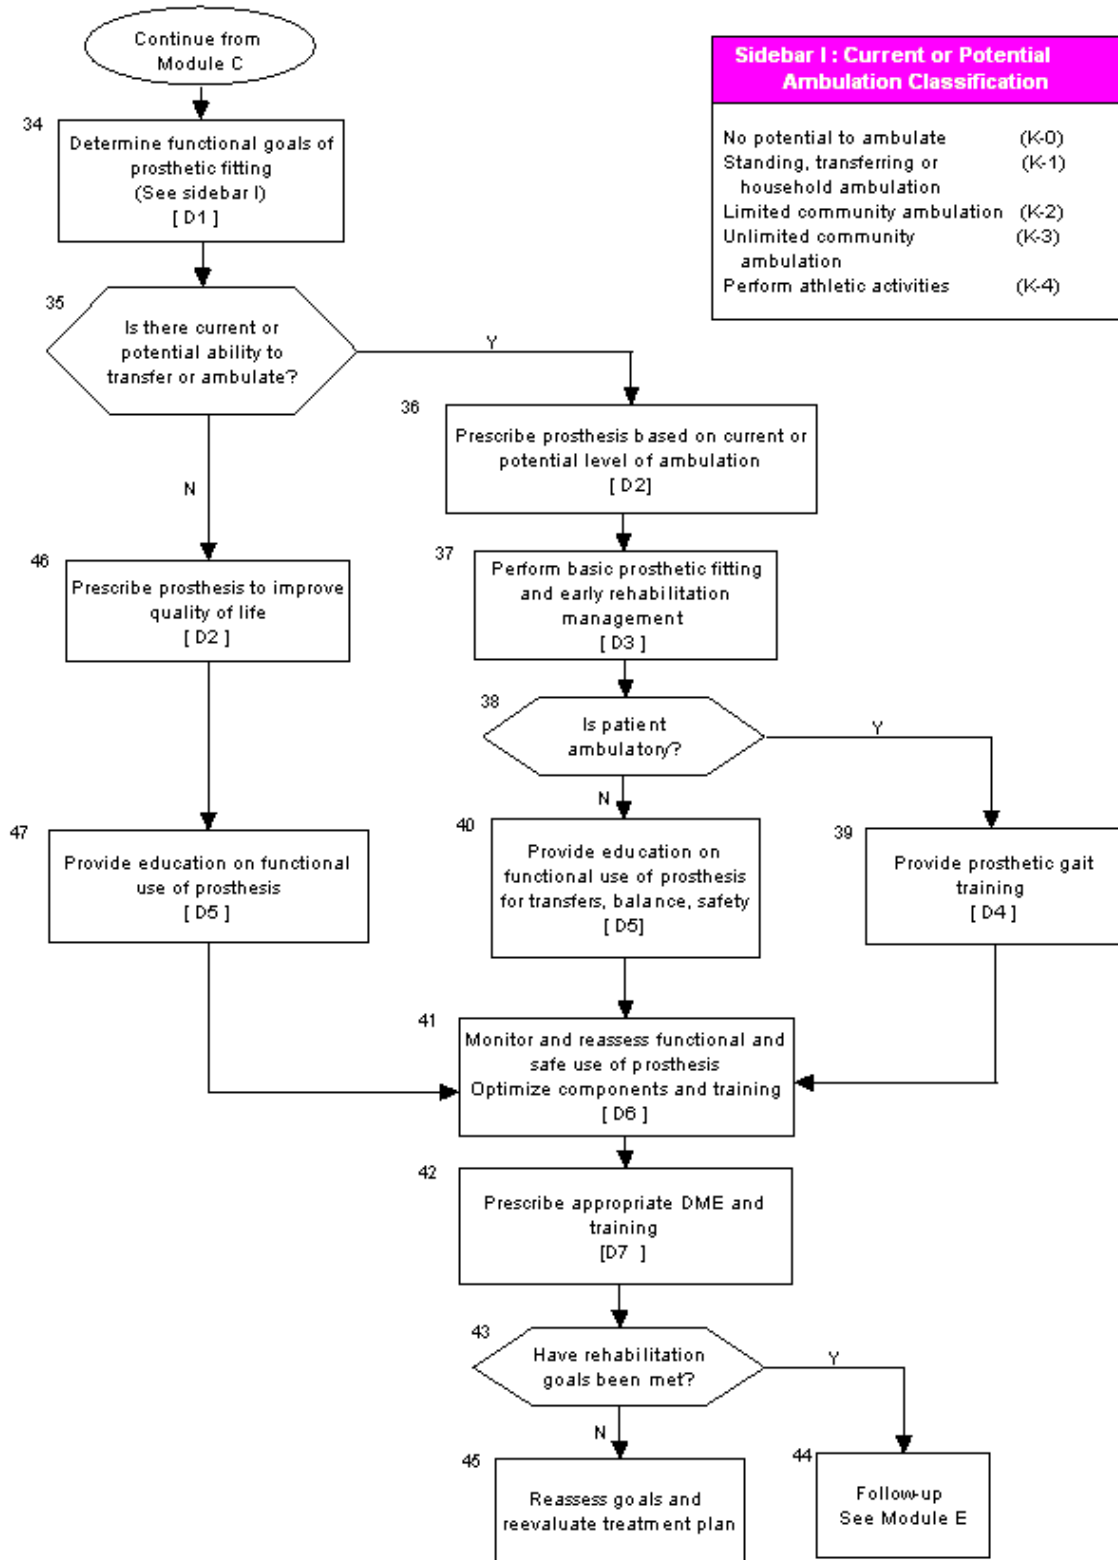 Continue from
Module C
Sidebar I : Current or Potential
Ambulation Classification
No potential to ambulate (K-0)
Standing, transferring or (K-1)
household ambulation
Limited community ambulation (K-2)
Unlimited community (K-3)
ambulation
Perform athletic activities (K-4)
34
Determine functional goals of
prosthetic fitting
(See sidebar I)
[ D1 ]
35
Is there current or
potential ability to
transfer or ambulate?
Y
N
36
Prescribe prosthesis based on current or
potential level of ambulation
[ D2]
46
Prescribe prosthesis to improve
quality of life
[ D2 ]
37
Perform basic prosthetic fitting
and early rehabilitation
management
[ D3 ]
38
Is patient
ambulatory?
Y
N
47
Provide education on functional
use of prosthesis
[ D5 ]
40
Provide education on
functional use of prosthesis
for transfers, balance, safety
[ D5]
39
Provide prosthetic gait
training
[ D4 ]
41
Monitor and reassess functional and
safe use of prosthesis
Optimize components and training
[ D6 ]
42
Prescribe appropriate DME and
training
[D7 ]
43
Have rehabilitation
goals been met?
Y
N
45
Reassess goals and
reevaluate treatment plan
44
Follow-up
See Module E